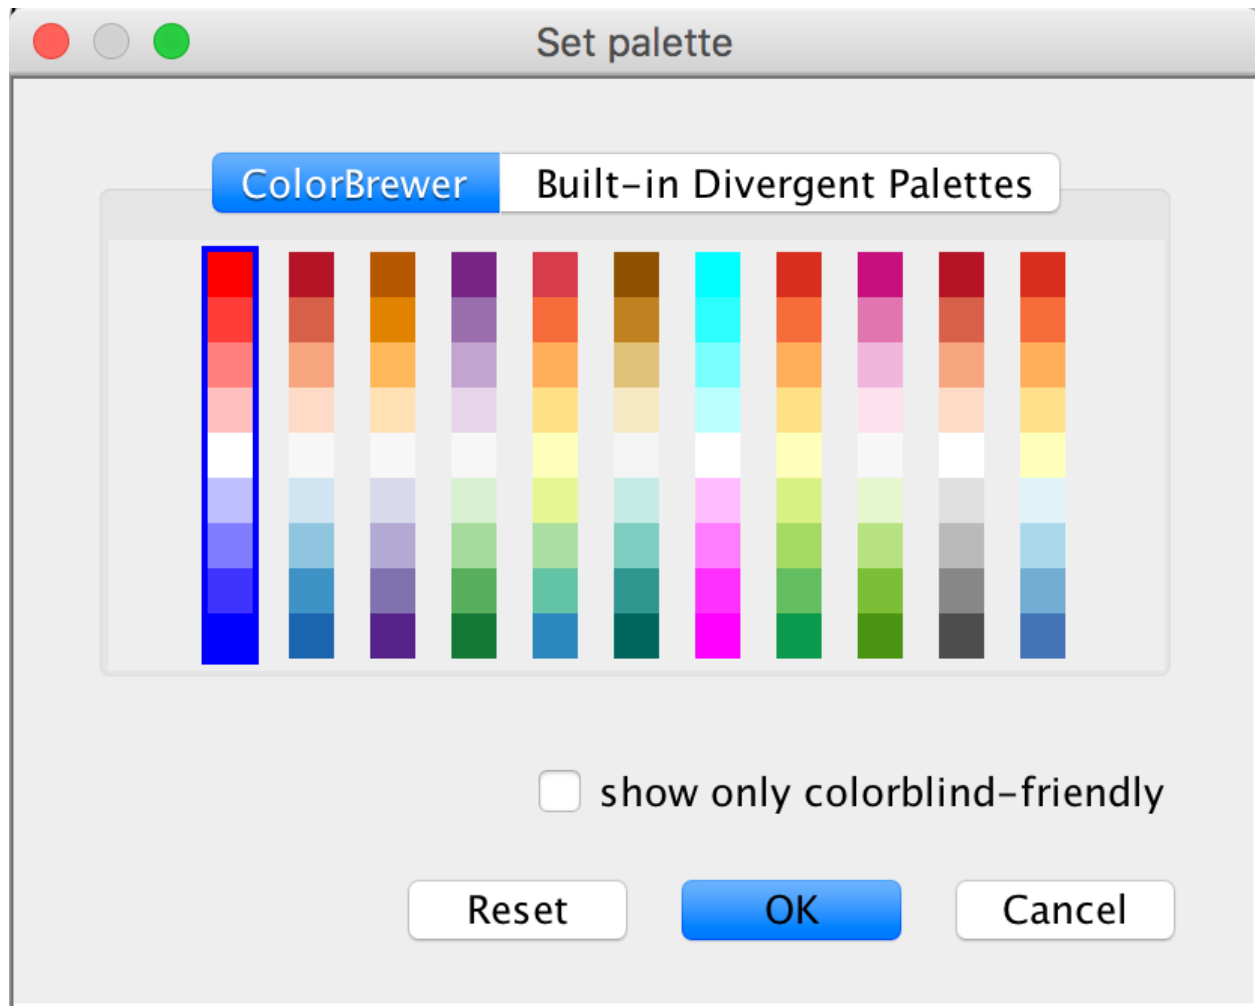 Set palette
ColorBrewer
Built-in Divergent Palettes
show only colorblind-friendly
Reset
OK
Cancel